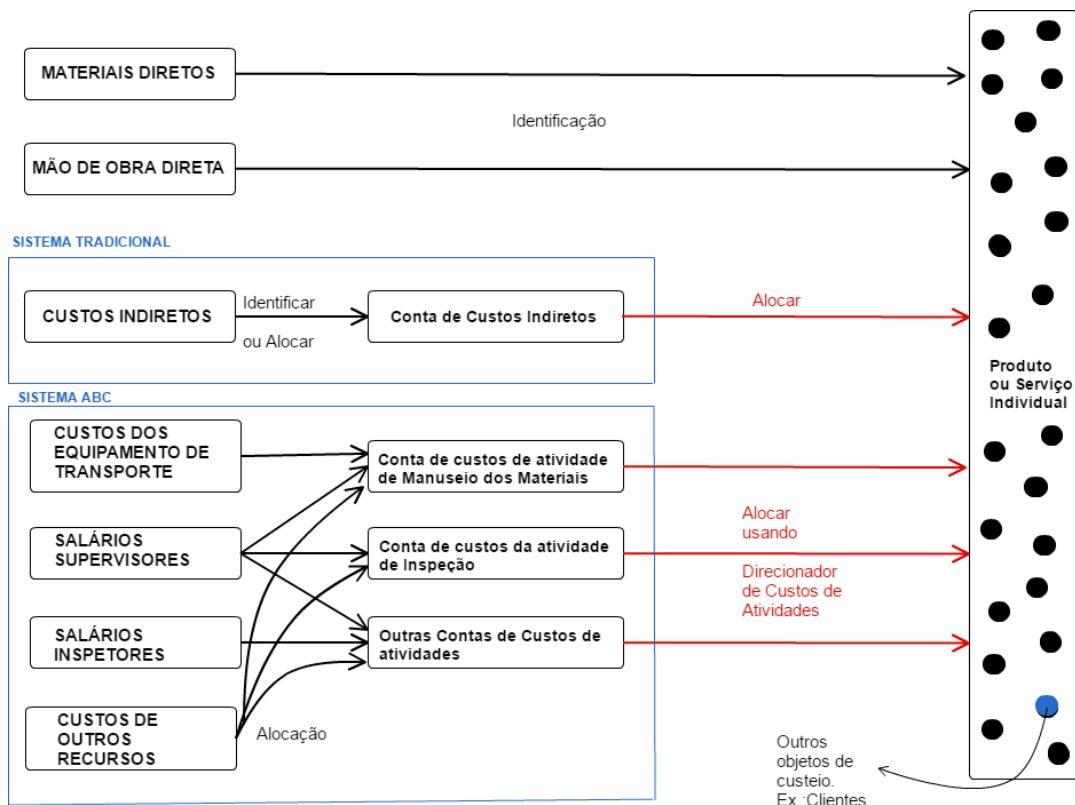 MATERIAIS DIRETOS
Identificação
MÃO DE OBRA DIRETA
SISTEMA TRADICIONAL
CUSTOS INDIRETOS
Identificar
ou Alocar
Conta de Custos Indiretos
Alocar
Produto
ou Serviço
Individual
SISTEMA ABC
CUSTOS DOS
EQUIPAMENTO DE
TRANSPORTE
Conta de custos de atividade
de Manuseio dos Materiais
SALÁRIOS
SUPERVISORES
Conta de custos da atividade
de Inspeção
Alocar
usando
Direcionador
de Custos de
Atividades
SALÁRIOS
INSPETORES
Outras Contas de Custos de
atividades
CUSTOS DE
OUTROS
RECURSOS
Alocação
Outros
objetos de
custeio.
Ex.:Clientes